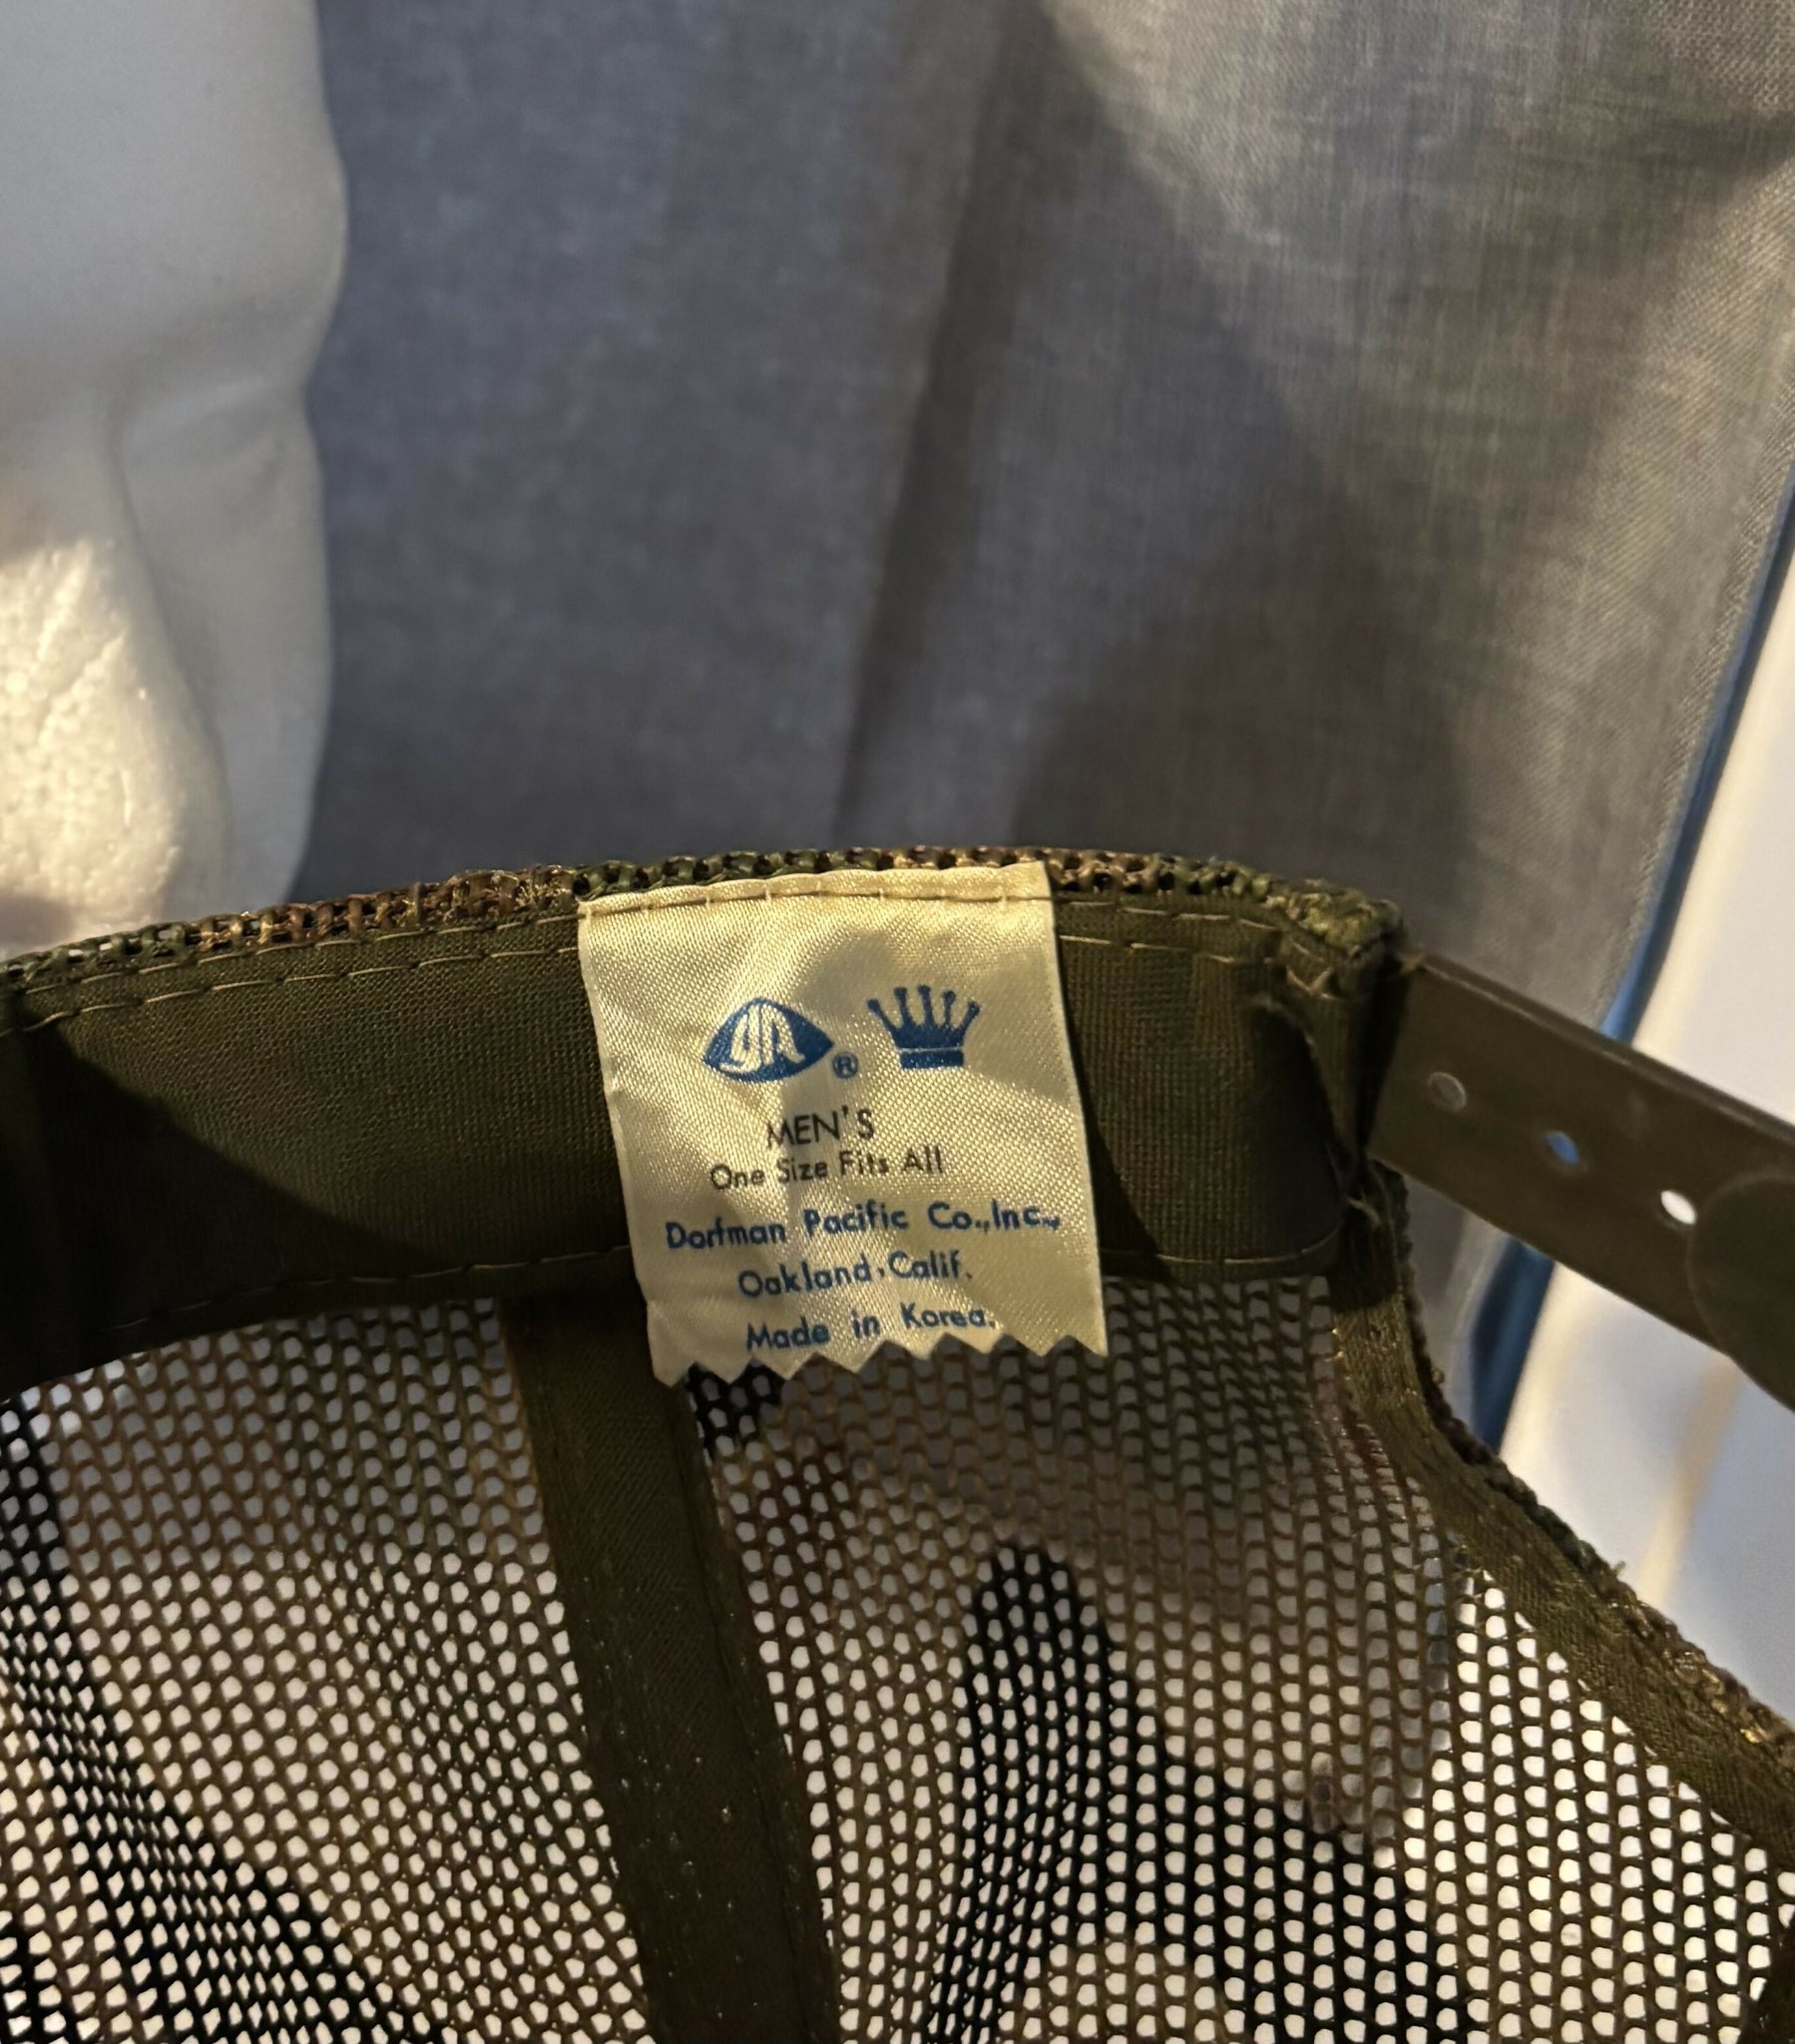 MEN'S
One Size Fits All
Dorfman Pacific Co.,Inc.,
Oakland, Calif.
Made in Korea.